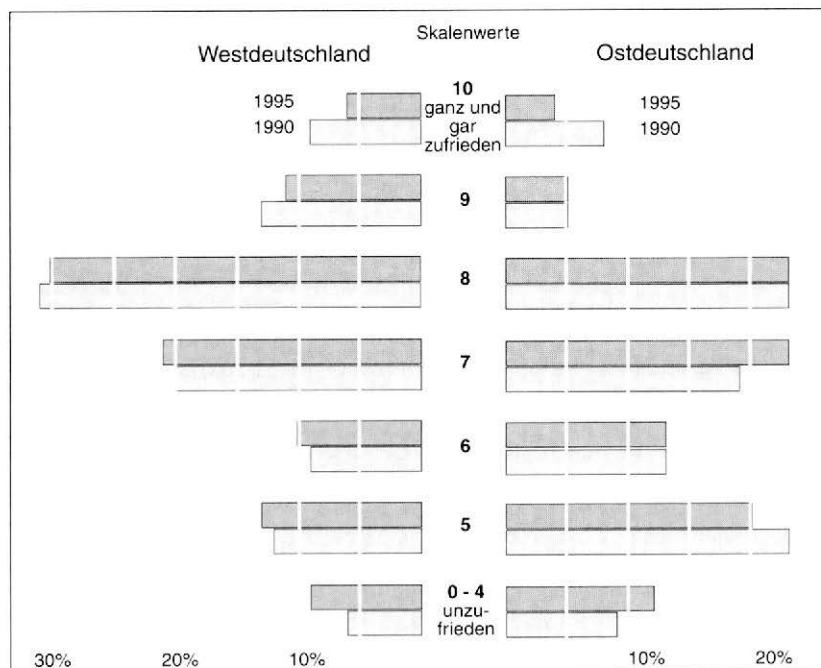 Skalenwerte
Westdeutschland
Ostdeutschland
1995
1990
10
ganz und
gar
zufrieden
1995
1990
9
8
7
6
5
0 - 4
unzu-
frieden
30% 20% 10% 10% 20%